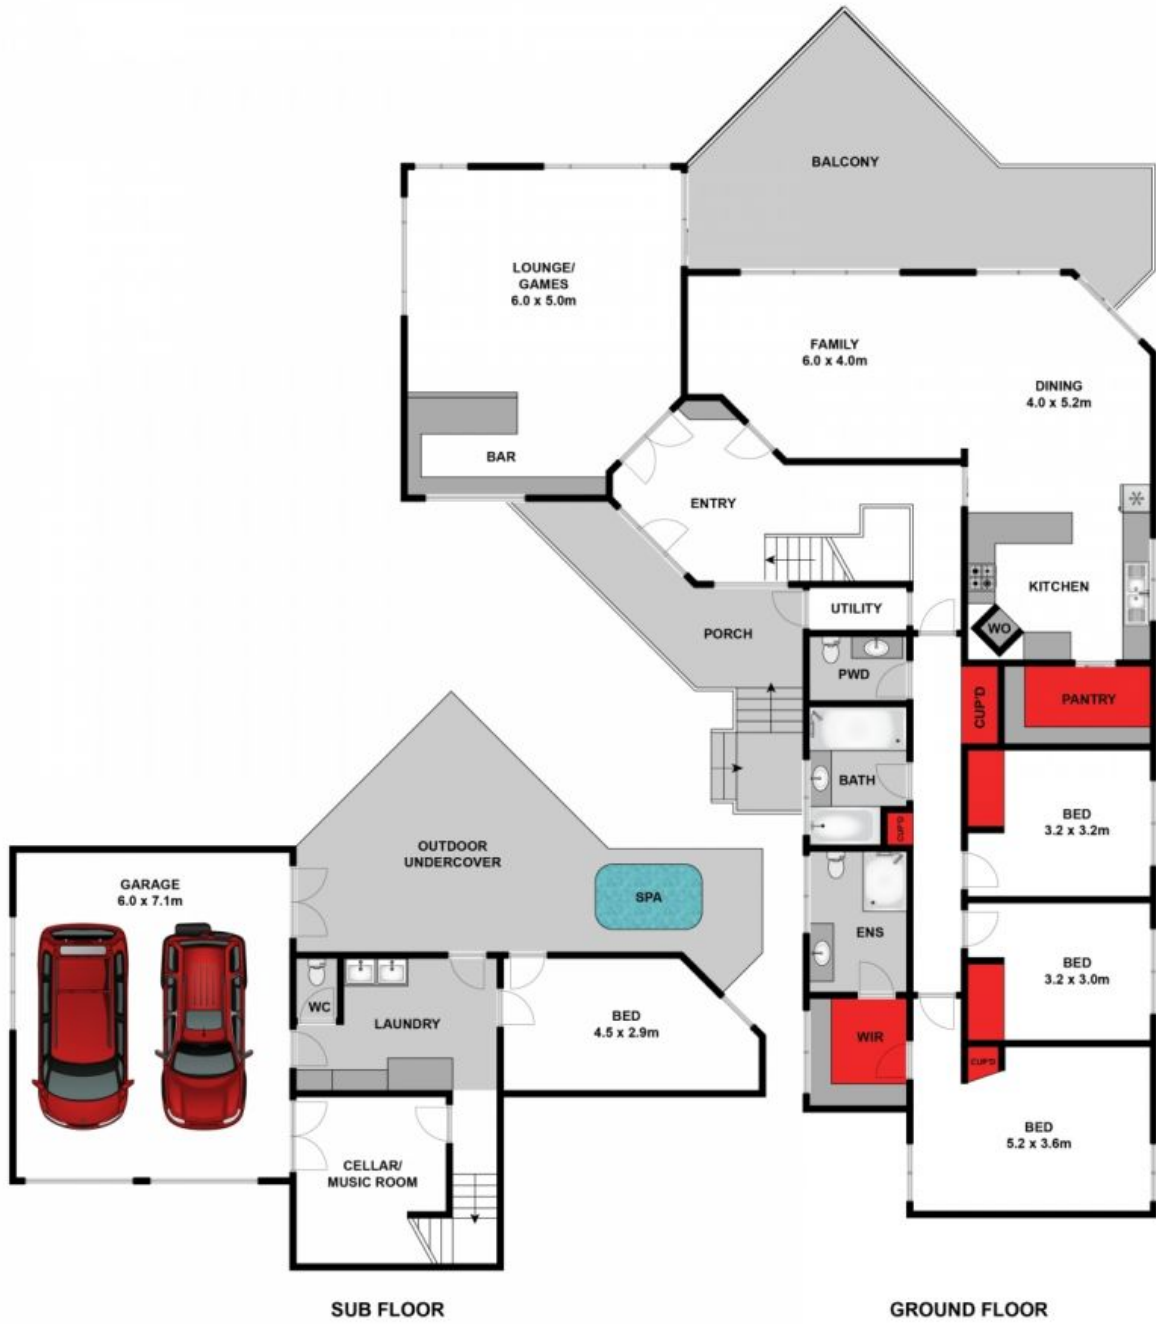 BALCONY
LOUNGE/
GAMES
6.0 x 5.0m
FAMILY
6.0 x 4.0m
DINING
4.0 x 5.2m
BAR
ENTRY
KITCHEN
UTILITY
WO
PORCH
PWD
CUP'D
PANTRY
BATH
CUP'D
BED
3.2 x 3.2m
OUTDOOR
UNDERCOVER
SPA
GARAGE
6.0 x 7.1m
ENS
BED
3.2 x 3.0m
WC
LAUNDRY
BED
4.5 x 2.9m
WIR
CUP'D
BED
5.2 x 3.6m
CELLAR/
MUSIC ROOM
SUB FLOOR
GROUND FLOOR